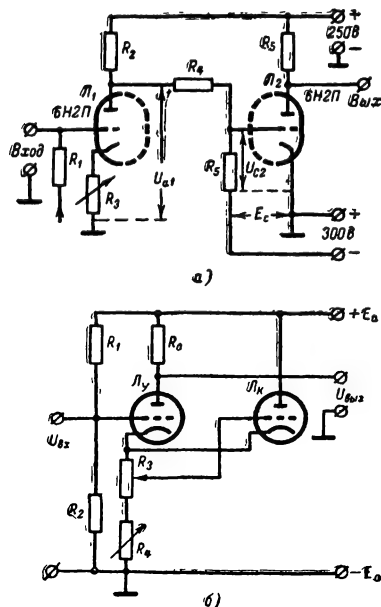 +
250В
-
R₂
R₅
R₄
Л₁
Л₂
6Н2П
6Н2П
Вых
Вход
R₁
R₃
Uа1
R₅
Uс2
Eс
+
300В
-
а)
+Eа
R₁
Rа
Лу
Лк
Uвх
Uвых
R₃
R₂
R₄
-Eа
б)